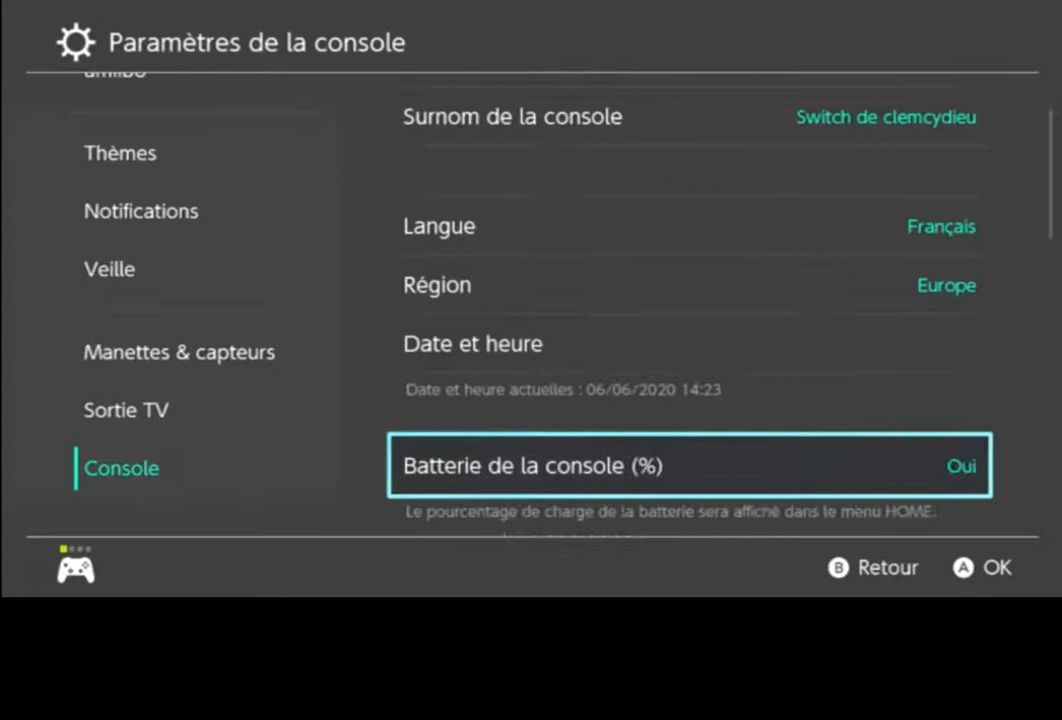 Paramètres de la console
amiibo
Surnom de la console Switch de clemcydieu
Thèmes
Notifications
Langue Français
Veille
Région Europe
Date et heure
Manettes & capteurs
Date et heure actuelles : 06/06/2020 14:23
Sortie TV
Console
Batterie de la console (%) Oui
Le pourcentage de charge de la batterie sera affiché dans le menu HOME.
B Retour A OK